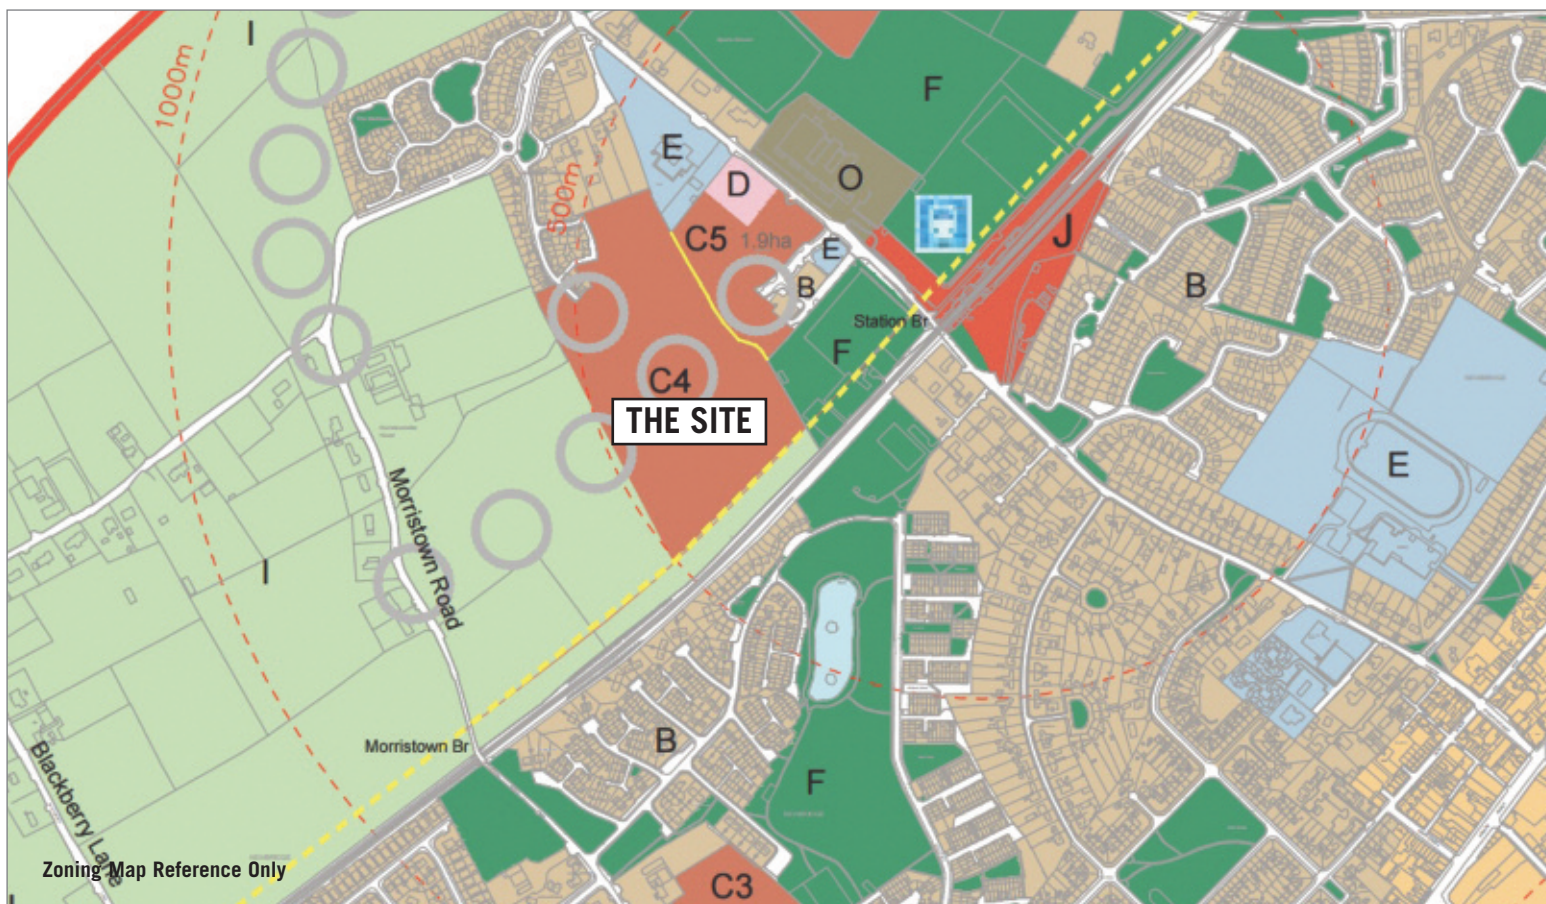 I
1000m
F
E
D
O
500m
C5
1.9ha
E
J
B
B
Station Br
F
C4
THE SITE
E
Morristown Road
I
Morristown Br
B
F
Blackberry Lane
Zoning Map Reference Only
C3
I